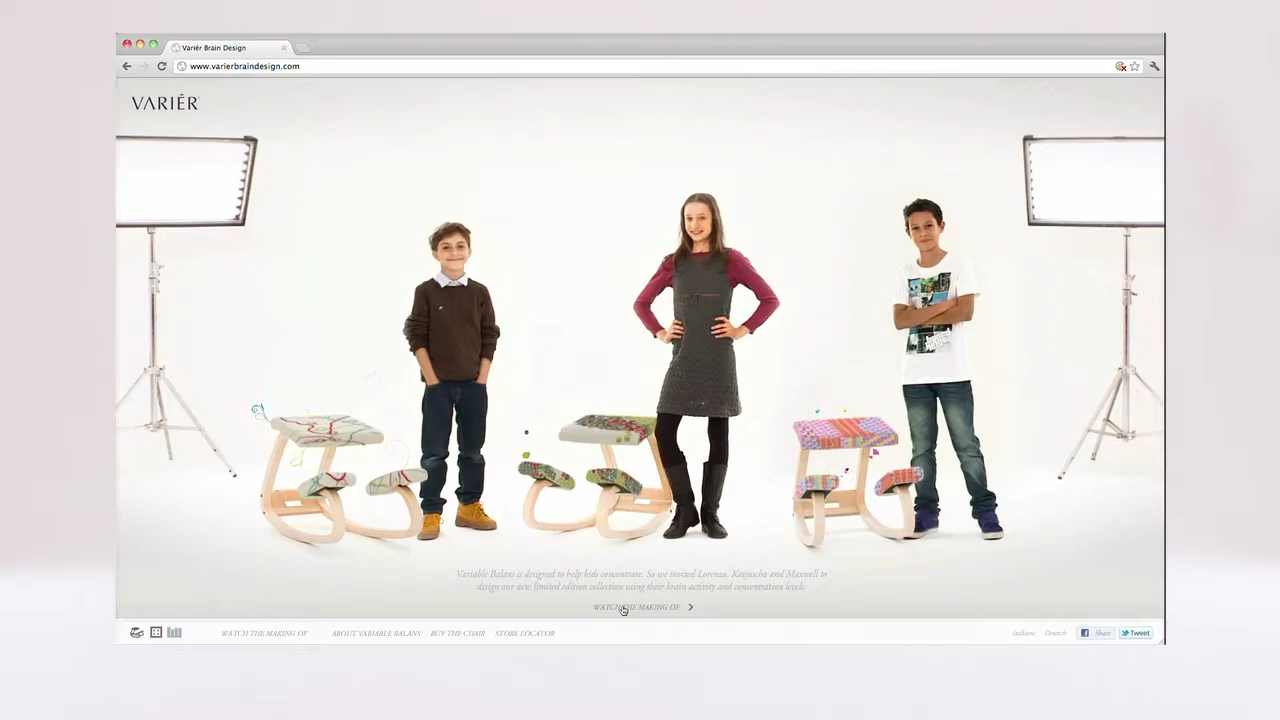 Variér Brain Design
www.varierbraindesign.com
VARIÉR
Variable Balans is designed to help kids concentrate. So we invited Lorenzo, Katjuscha and Maxwell to
design our new limited edition collection using their brain activity and concentration levels.
WATCH THE MAKING OF
WATCH THE MAKING OF ABOUT VARIABLE BALANS BUY THE CHAIR STORE LOCATOR
Italiano Deutsch Share Tweet